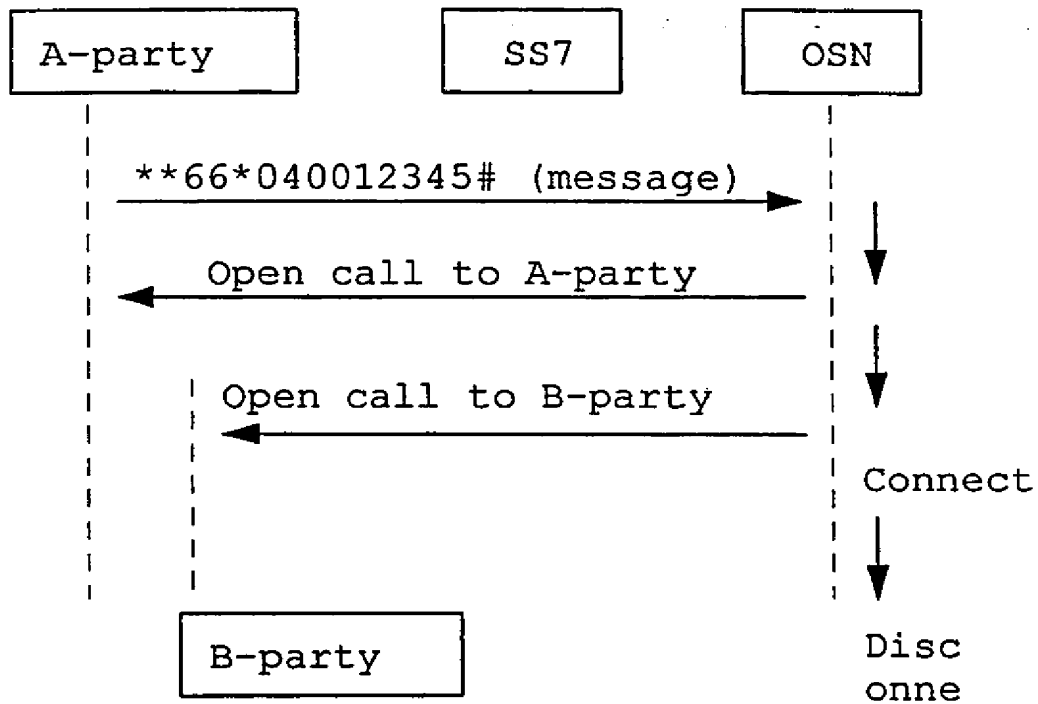 A-party SS7 OSN
**66*040012345# (message)
Open call to A-party
Open call to B-party
Connect
B-party
Disc
onne